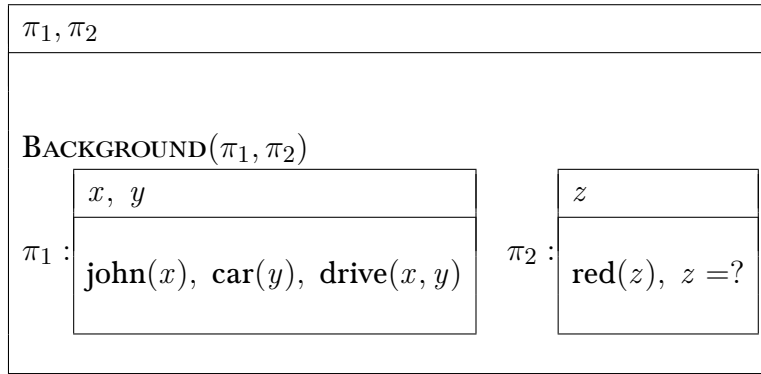 π₁, π₂
BACKGROUND(π₁, π₂)
x, y
π₁ : john(x), car(y), drive(x, y)
z
π₂ : red(z), z =?